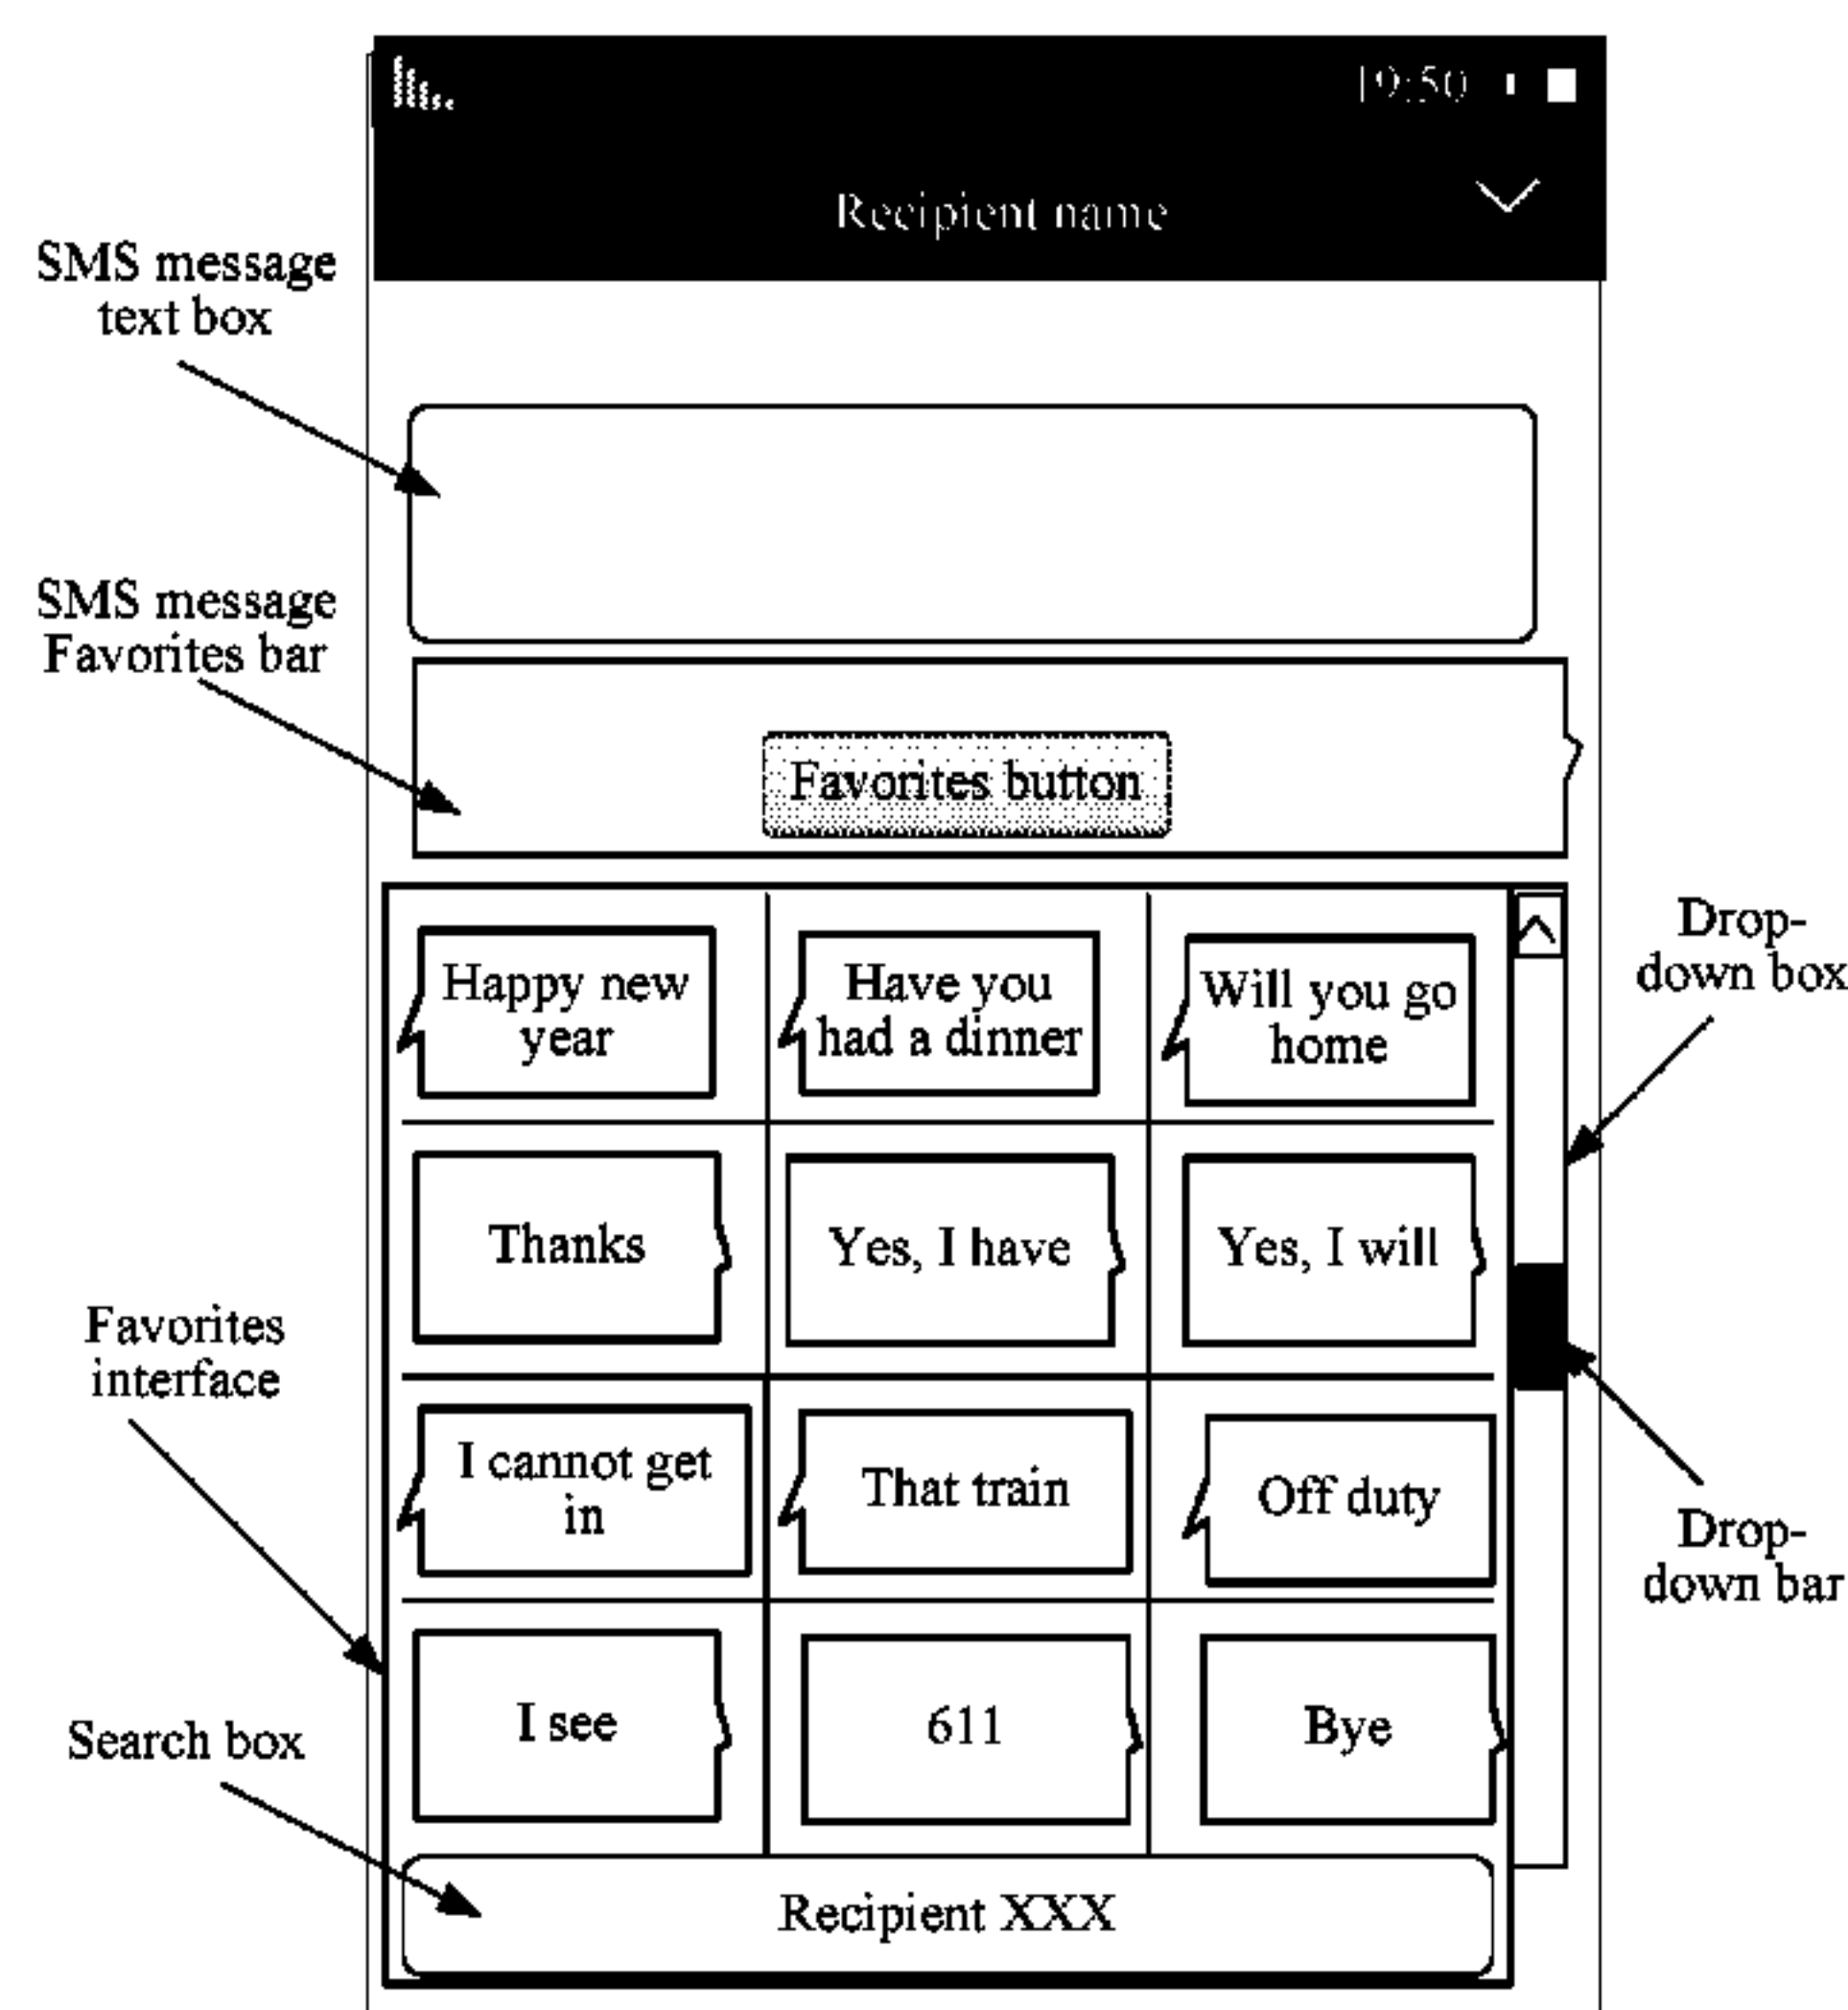 19:50
Recipient name
SMS message
text box
SMS message
Favorites bar
Favorites button
Drop-
down box
Happy new
year
Have you
had a dinner
Will you go
home
Thanks
Yes, I have
Yes, I will
Favorites
interface
I cannot get
in
That train
Off duty
Drop-
down bar
I see
611
Bye
Search box
Recipient XXX